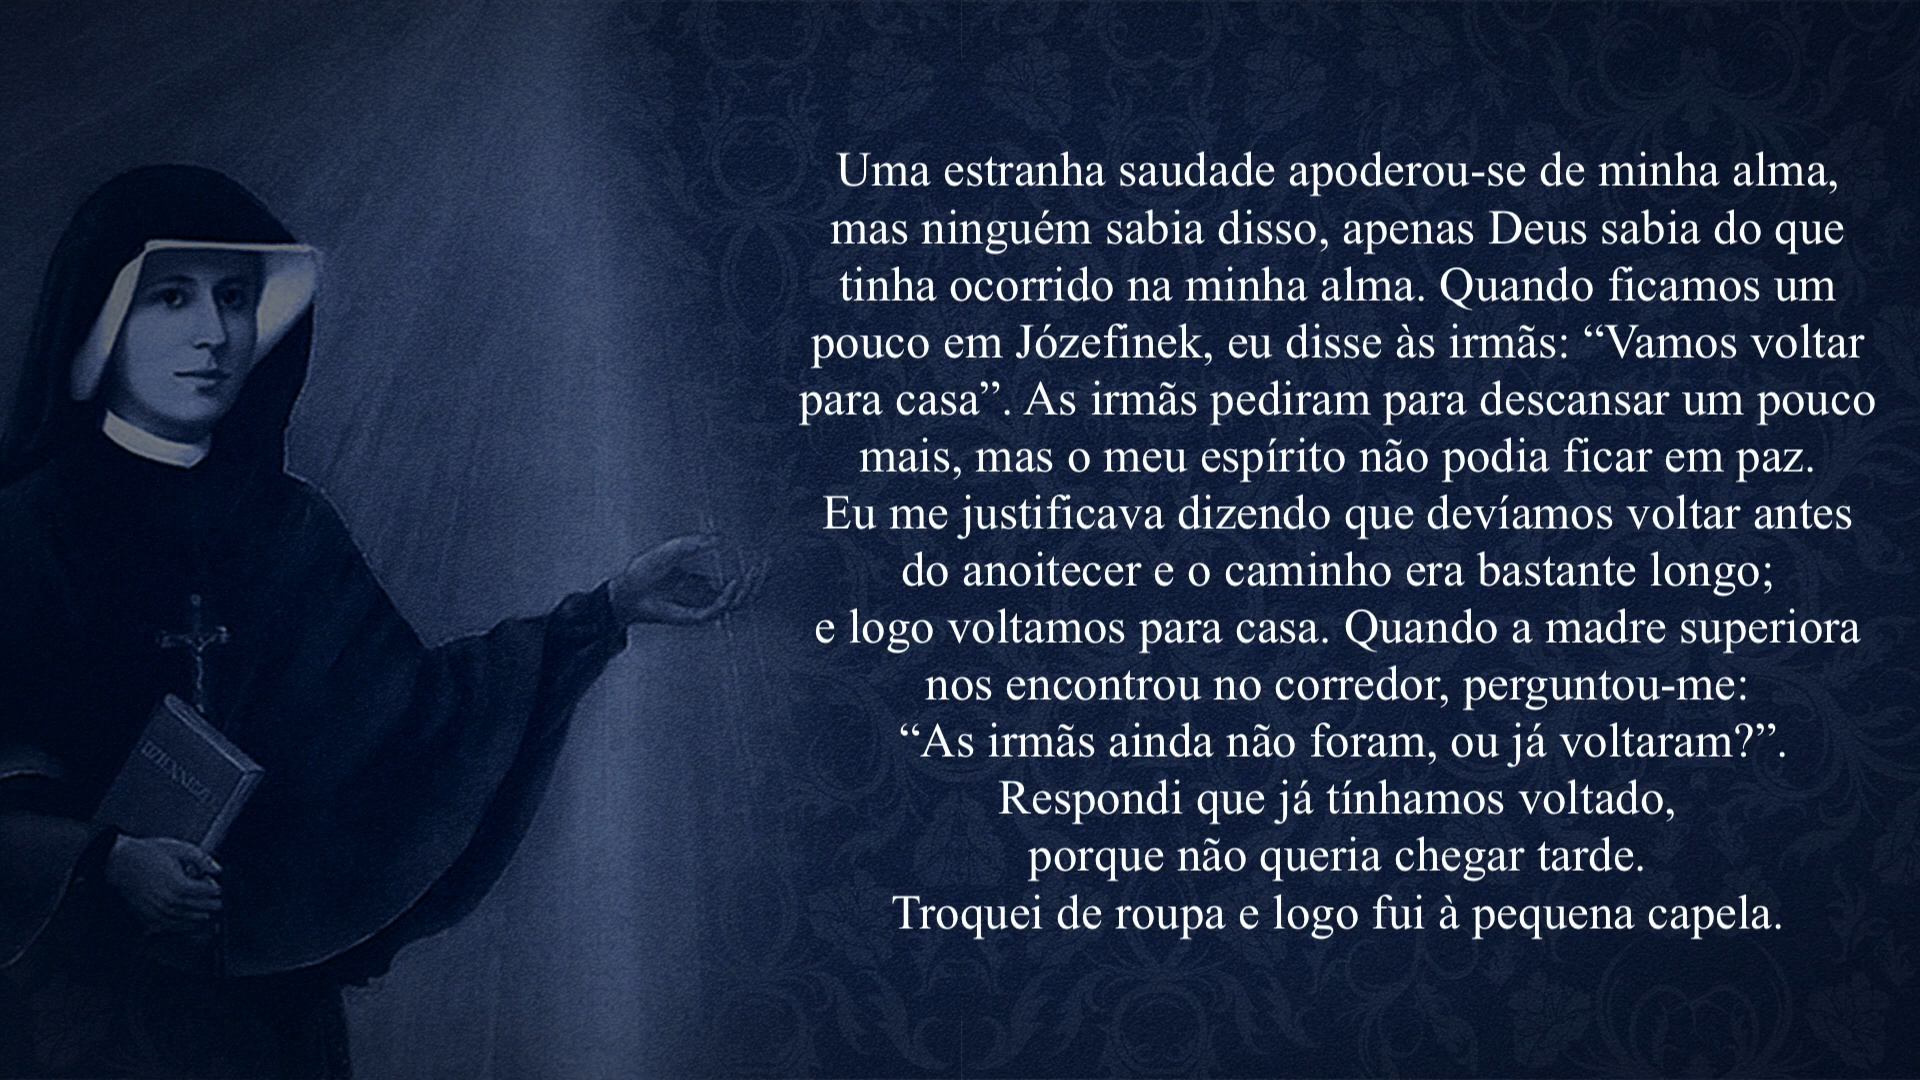 Uma estranha saudade apoderou-se de minha alma,
mas ninguém sabia disso, apenas Deus sabia do que
tinha ocorrido na minha alma. Quando ficamos um
pouco em Józefinek, eu disse às irmãs: “Vamos voltar
para casa”. As irmãs pediram para descansar um pouco
mais, mas o meu espírito não podia ficar em paz.
Eu me justificava dizendo que devíamos voltar antes
do anoitecer e o caminho era bastante longo;
e logo voltamos para casa. Quando a madre superiora
nos encontrou no corredor, perguntou-me:
“As irmãs ainda não foram, ou já voltaram?”.
Respondi que já tínhamos voltado,
porque não queria chegar tarde.
Troquei de roupa e logo fui à pequena capela.
DZIENNICZEK